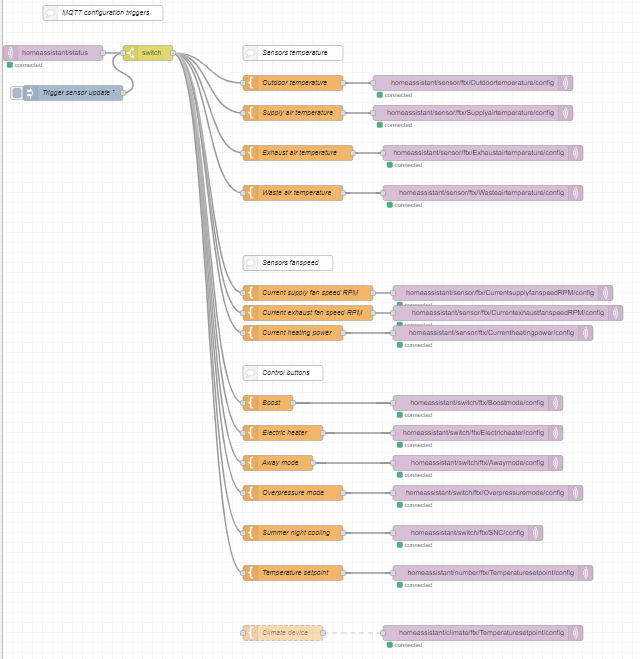 MQTT configuration triggers
homeassistant/status
connected
switch
Trigger sensor update ¹
Sensors temperature
Outdoor temperature
homeassistant/sensor/ftx/Outdoortemperature/config
connected
Supply air temperature
homeassistant/sensor/ftx/Supplyairtemperature/config
connected
Exhaust air temperature
homeassistant/sensor/ftx/Exhaustairtemperature/config
connected
Waste air temperature
homeassistant/sensor/ftx/Wasteairtemperature/config
connected
Sensors fanspeed
Current supply fan speed RPM
homeassistant/sensor/ftx/CurrentsupplyfanspeedRPM/config
Current exhaust fan speed RPM
homeassistant/sensor/ftx/CurrentexhaustfanspeedRPM/config
Current heating power
homeassistant/sensor/ftx/Currentheatingpower/config
connected
Control buttons
Boost
homeassistant/switch/ftx/Boostmode/config
connected
Electric heater
homeassistant/switch/ftx/Electricheater/config
connected
Away mode
homeassistant/switch/ftx/Awaymode/config
connected
Overpressure mode
homeassistant/switch/ftx/Overpressuremode/config
connected
Summer night cooling
homeassistant/switch/ftx/SNC/config
connected
Temperature setpoint
homeassistant/number/ftx/Temperaturesetpoint/config
connected
Climate device
homeassistant/climate/ftx/Temperaturesetpoint/config
connected